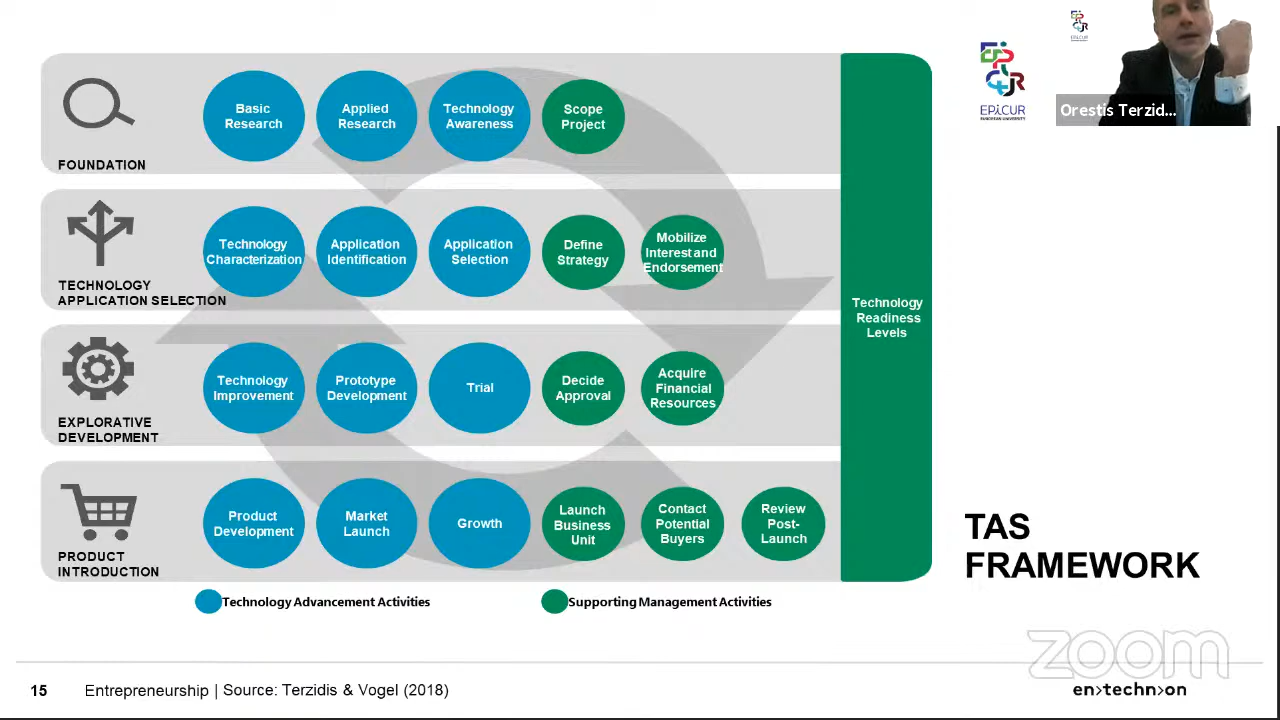 Basic
Research
Applied
Research
Technology
Awareness
Scope
Project
FOUNDATION
Technology
Characterization
Application
Identification
Application
Selection
Define
Strategy
Mobilize
Interest and
Endorsement
TECHNOLOGY
APPLICATION SELECTION
Technology
Improvement
Prototype
Development
Trial
Decide
Approval
Acquire
Financial
Resources
EXPLORATIVE
DEVELOPMENT
Product
Development
Market
Launch
Growth
Launch
Business
Unit
Contact
Potential
Buyers
Review
Post-
Launch
PRODUCT
INTRODUCTION
Technology
Readiness
Levels
Technology Advancement Activities
Supporting Management Activities
EPICUR
EPICUR
EUROPEAN UNIVERSITY
EPICUR
Orestis Terzid...
TAS
FRAMEWORK
zoom
15
Entrepreneurship | Source: Terzidis & Vogel (2018)
en>techn>on